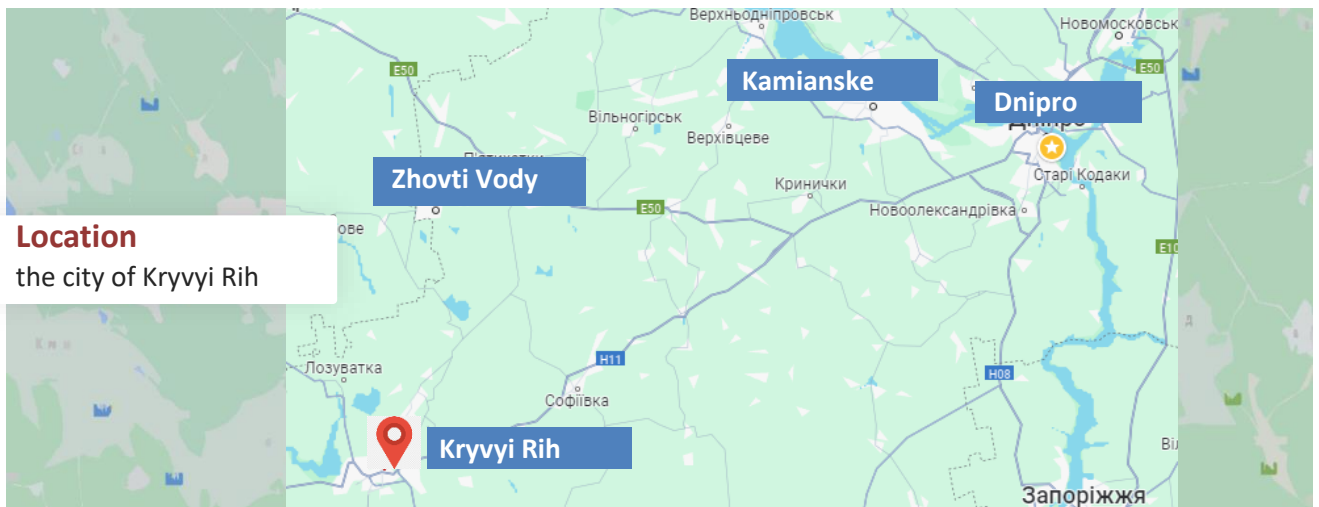 Верхньодніпровськ
Новомосковськ
E50
E50
Kamianske
Dnipro
Вільногірськ
Верхівцеве
Zhovti Vody
Старі Кодаки
Кринички
E50
Новоолександрівка
Location
the city of Kryvyi Rih
H11
H08
Лозуватка
Софіївка
Kryvyi Rih
Запоріжжя